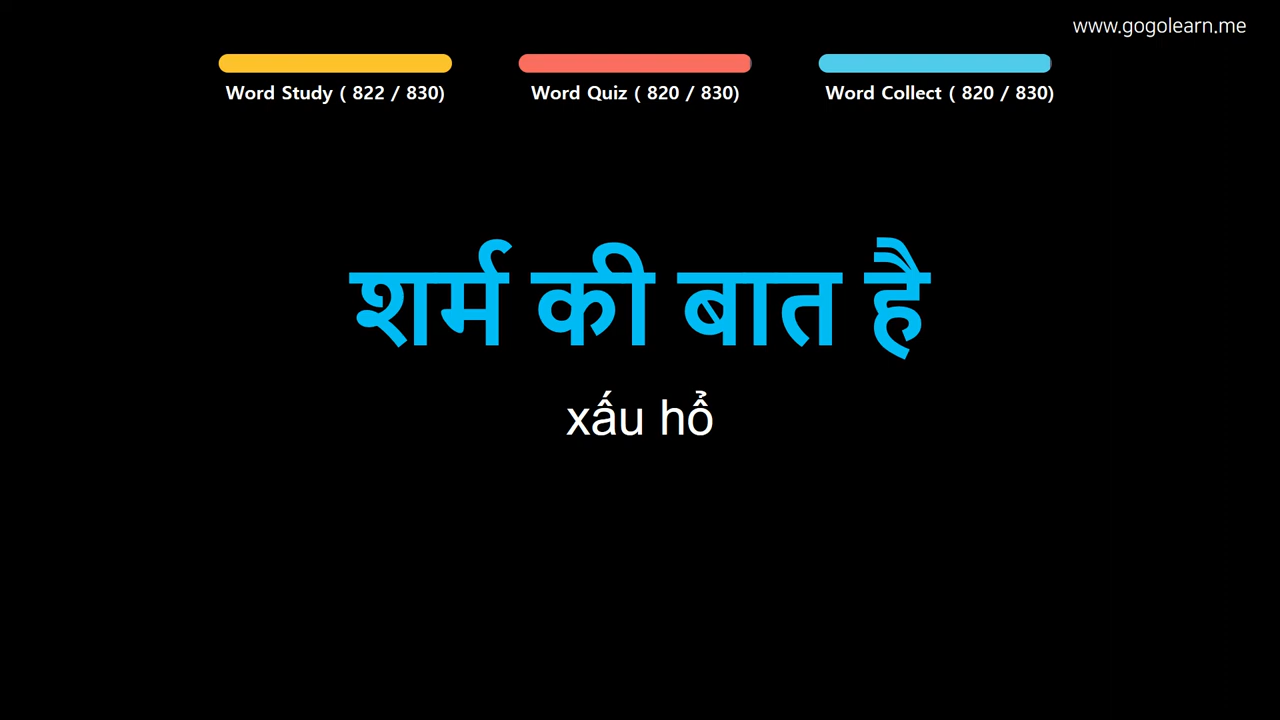 www.gogolearn.me
Word Study ( 822 / 830)
Word Quiz ( 820 / 830)
Word Collect ( 820 / 830)
शर्म की बात है
xấu hổ